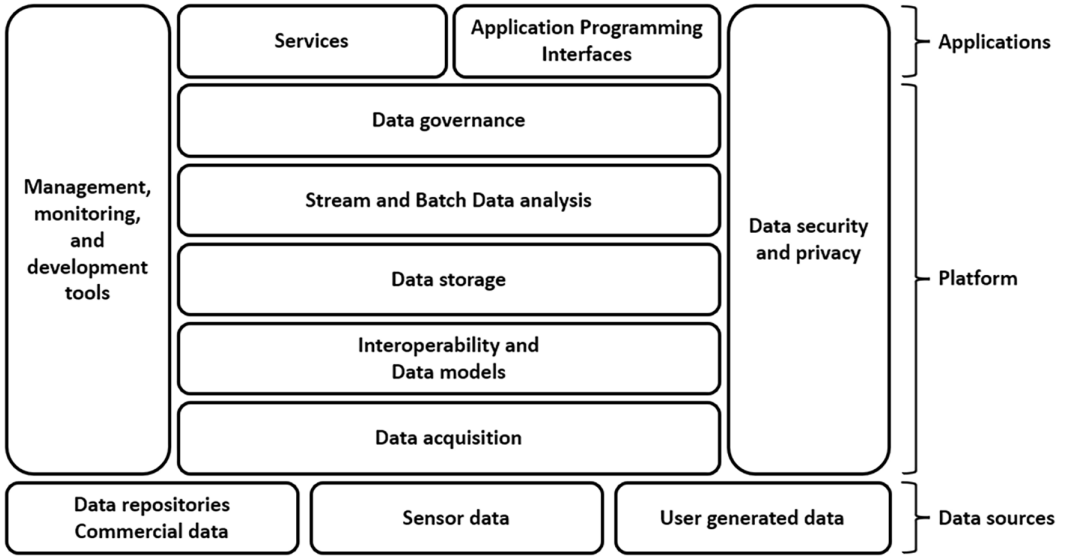 Services
Application Programming
Interfaces
Applications
Data governance
Management,
monitoring,
and
development
tools
Stream and Batch Data analysis
Data security
and privacy
Data storage
Platform
Interoperability and
Data models
Data acquisition
Data repositories
Commercial data
Sensor data
User generated data
Data sources